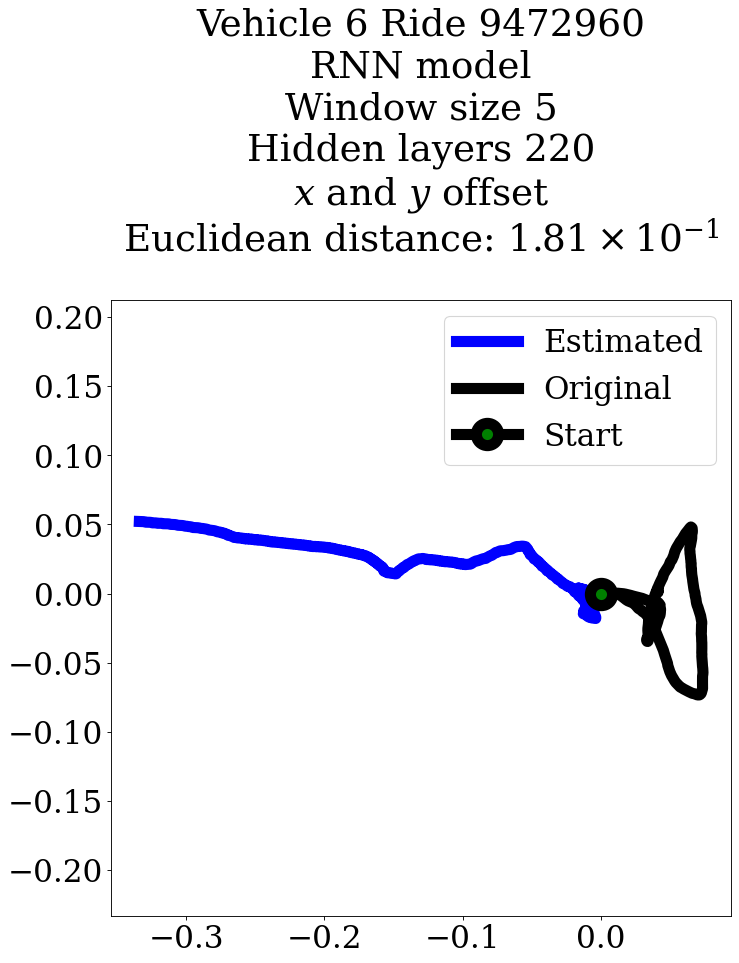 Vehicle 6 Ride 9472960
RNN model
Window size 5
Hidden layers 220
x and y offset
Euclidean distance: 1.81 × 10⁻¹
Estimated
Original
Start
0.20
0.15
0.10
0.05
0.00
−0.05
−0.10
−0.15
−0.20
−0.3 −0.2 −0.1 0.0